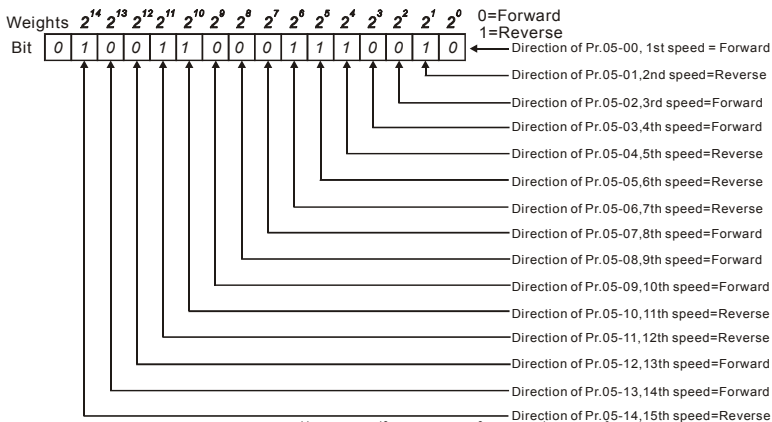 Weights 2^14 2^13 2^12 2^11 2^10 2^9 2^8 2^7 2^6 2^5 2^4 2^3 2^2 2^1 2^0 0=Forward
1=Reverse
Bit 0 1 0 0 1 1 0 0 0 1 1 1 0 0 1 0 Direction of Pr.05-00, 1st speed = Forward
Direction of Pr.05-01,2nd speed=Reverse
Direction of Pr.05-02,3rd speed=Forward
Direction of Pr.05-03,4th speed=Forward
Direction of Pr.05-04,5th speed=Reverse
Direction of Pr.05-05,6th speed=Reverse
Direction of Pr.05-06,7th speed=Reverse
Direction of Pr.05-07,8th speed=Forward
Direction of Pr.05-08,9th speed=Forward
Direction of Pr.05-09,10th speed=Forward
Direction of Pr.05-10,11th speed=Reverse
Direction of Pr.05-11,12th speed=Reverse
Direction of Pr.05-12,13th speed=Forward
Direction of Pr.05-13,14th speed=Forward
Direction of Pr.05-14,15th speed=Reverse